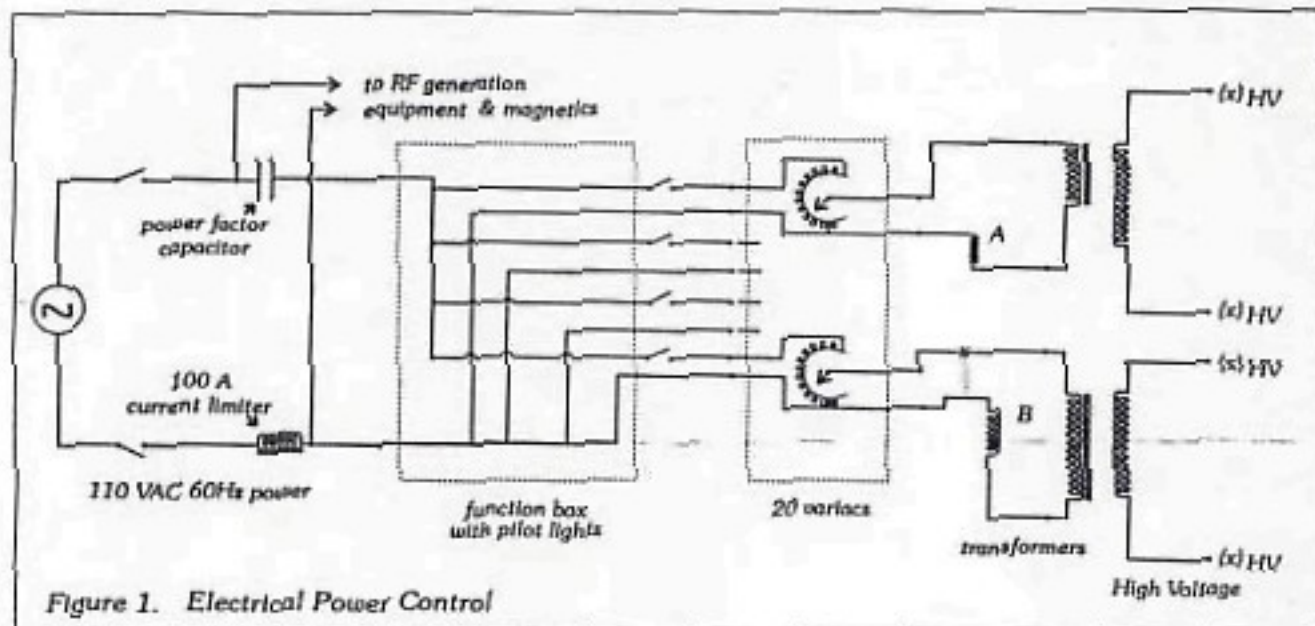 to RF generation
equipment & magnetics
(x) HV
power factor
capacitor
A
(x) HV
(x) HV
100 A
current limiter
B
110 VAC 60Hz power
function box
with pilot lights
20 variacs
transformers
(x) HV
High Voltage
Figure 1. Electrical Power Control